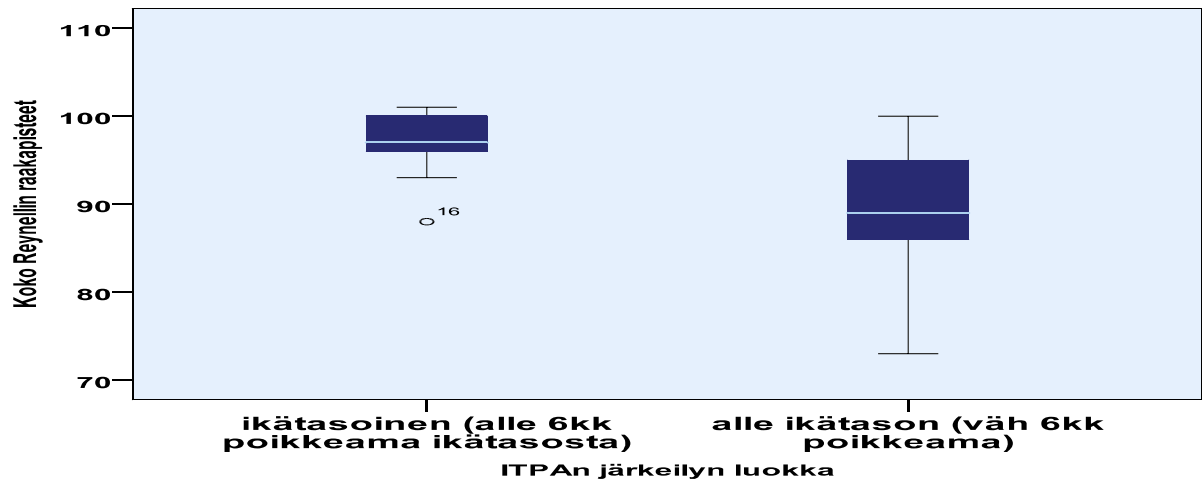 110
100
90
80
70
Koko Reynellin raakapisteet
16
ikätasoinen (alle 6kk
poikkeama ikätasosta)
alle ikätason (väh 6kk
poikkeama)
ITPAn järkeilyn luokka